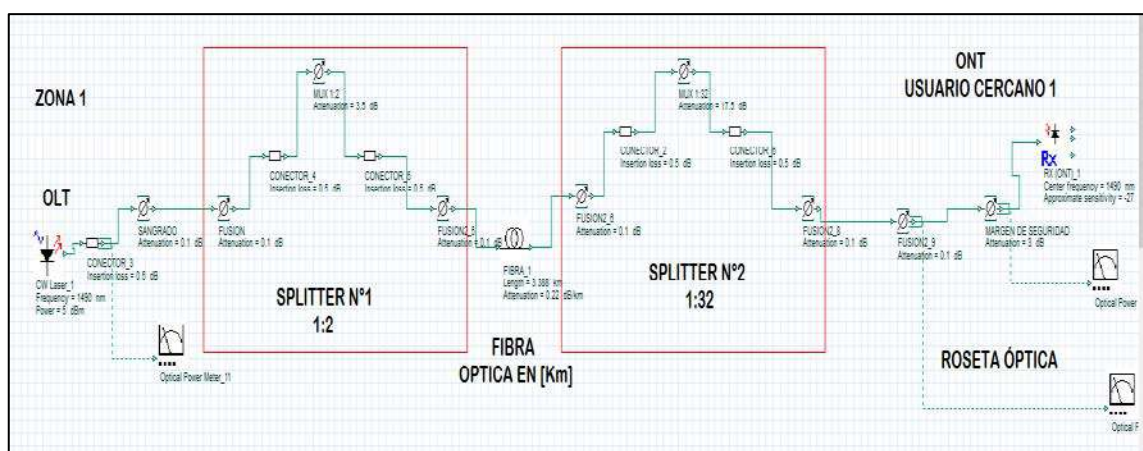 ZONA 1
OLT
CW Laser_1
Frequency = 1490 nm
Power = 5 dBm
CONECTOR_3
Insertion loss = 0.5 dB
SANGRADO
Attenuation = 0.1 dB
Optical Power Meter_11
FUSION
Attenuation = 0.1 dB
CONECTOR_4
Insertion loss = 0.5 dB
MUX 1:2
Attenuation = 3.5 dB
Insertion loss = 0.5 dB
Attenuation = 0.1 dB
SPLITTER N°1
1:2
FIBRA_1
Length = 3.388 km
Attenuation = 0.22 dB/km
FIBRA
OPTICA EN [Km]
FUSION2_6
Attenuation = 0.1 dB
CONECTOR_2
Insertion loss = 0.5 dB
MUX 1:32
Attenuation = 17.5 dB
Insertion loss = 0.5 dB
FUSION2_8
Attenuation = 0.1 dB
SPLITTER N°2
1:32
FUSION2_9
Attenuation = 0.1 dB
MARGEN DE SEGURIDAD
Attenuation = 3 dB
ONT
USUARIO CERCANO 1
Rx
RX (ONT)_1
Center frequency = 1490 nm
Approximate sensitivity = -27
Optical Power
ROSETA ÓPTICA
Optical P